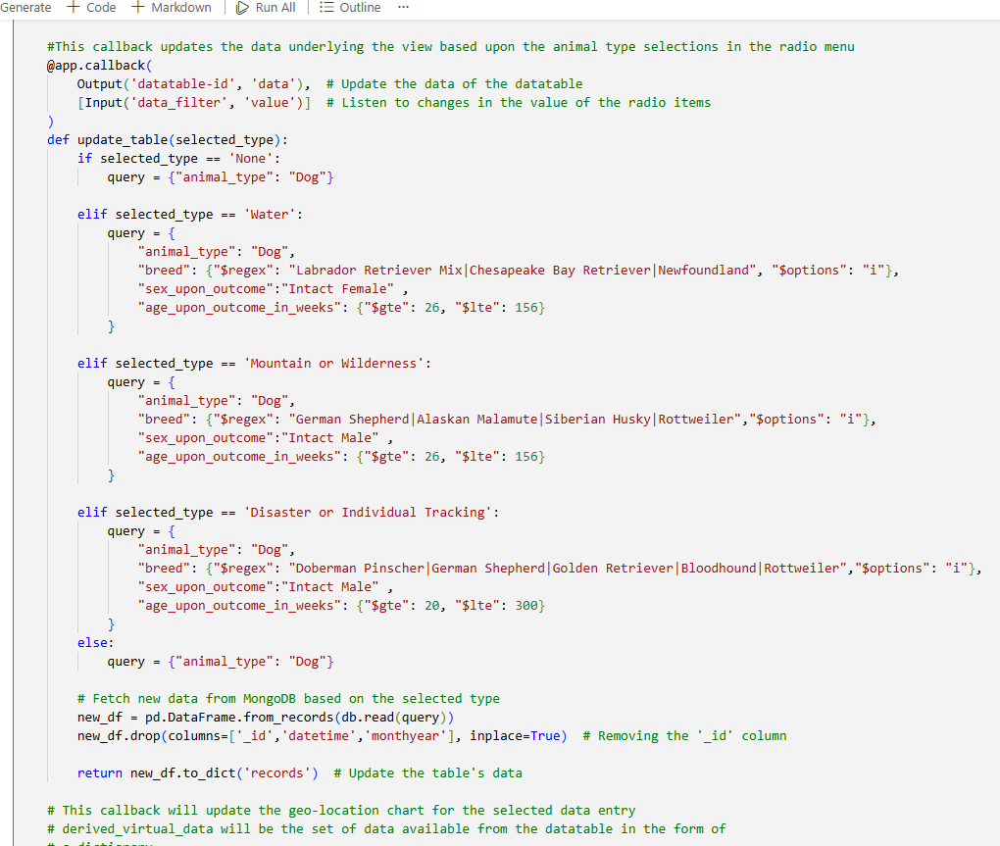 Generate + Code + Markdown Run All Outline ...
#This callback updates the data underlying the view based upon the animal type selections in the radio menu
@app.callback(
    Output('datatable-id', 'data'),  # Update the data of the datatable
    [Input('data_filter', 'value')]  # Listen to changes in the value of the radio items
)
def update_table(selected_type):
    if selected_type == 'None':
        query = {"animal_type": "Dog"}
    elif selected_type == 'Water':
        query = {
            "animal_type": "Dog",
            "breed": {"$regex": "Labrador Retriever Mix|Chesapeake Bay Retriever|Newfoundland", "$options": "i"},
            "sex_upon_outcome":"Intact Female" ,
            "age_upon_outcome_in_weeks": {"$gte": 26, "$lte": 156}
        }
    elif selected_type == 'Mountain or Wilderness':
        query = {
            "animal_type": "Dog",
            "breed": {"$regex": "German Shepherd|Alaskan Malamute|Siberian Husky|Rottweiler","$options": "i"},
            "sex_upon_outcome":"Intact Male" ,
            "age_upon_outcome_in_weeks": {"$gte": 26, "$lte": 156}
        }
    elif selected_type == 'Disaster or Individual Tracking':
        query = {
            "animal_type": "Dog",
            "breed": {"$regex": "Doberman Pinscher|German Shepherd|Golden Retriever|Bloodhound|Rottweiler","$options": "i"},
            "sex_upon_outcome":"Intact Male" ,
            "age_upon_outcome_in_weeks": {"$gte": 20, "$lte": 300}
        }
    else:
        query = {"animal_type": "Dog"}
    # Fetch new data from MongoDB based on the selected type
    new_df = pd.DataFrame.from_records(db.read(query))
    new_df.drop(columns=['_id','datetime','monthyear'], inplace=True)  # Removing the '_id' column
    return new_df.to_dict('records')  # Update the table's data
# This callback will update the geo-location chart for the selected data entry
# derived_virtual_data will be the set of data available from the datatable in the form of